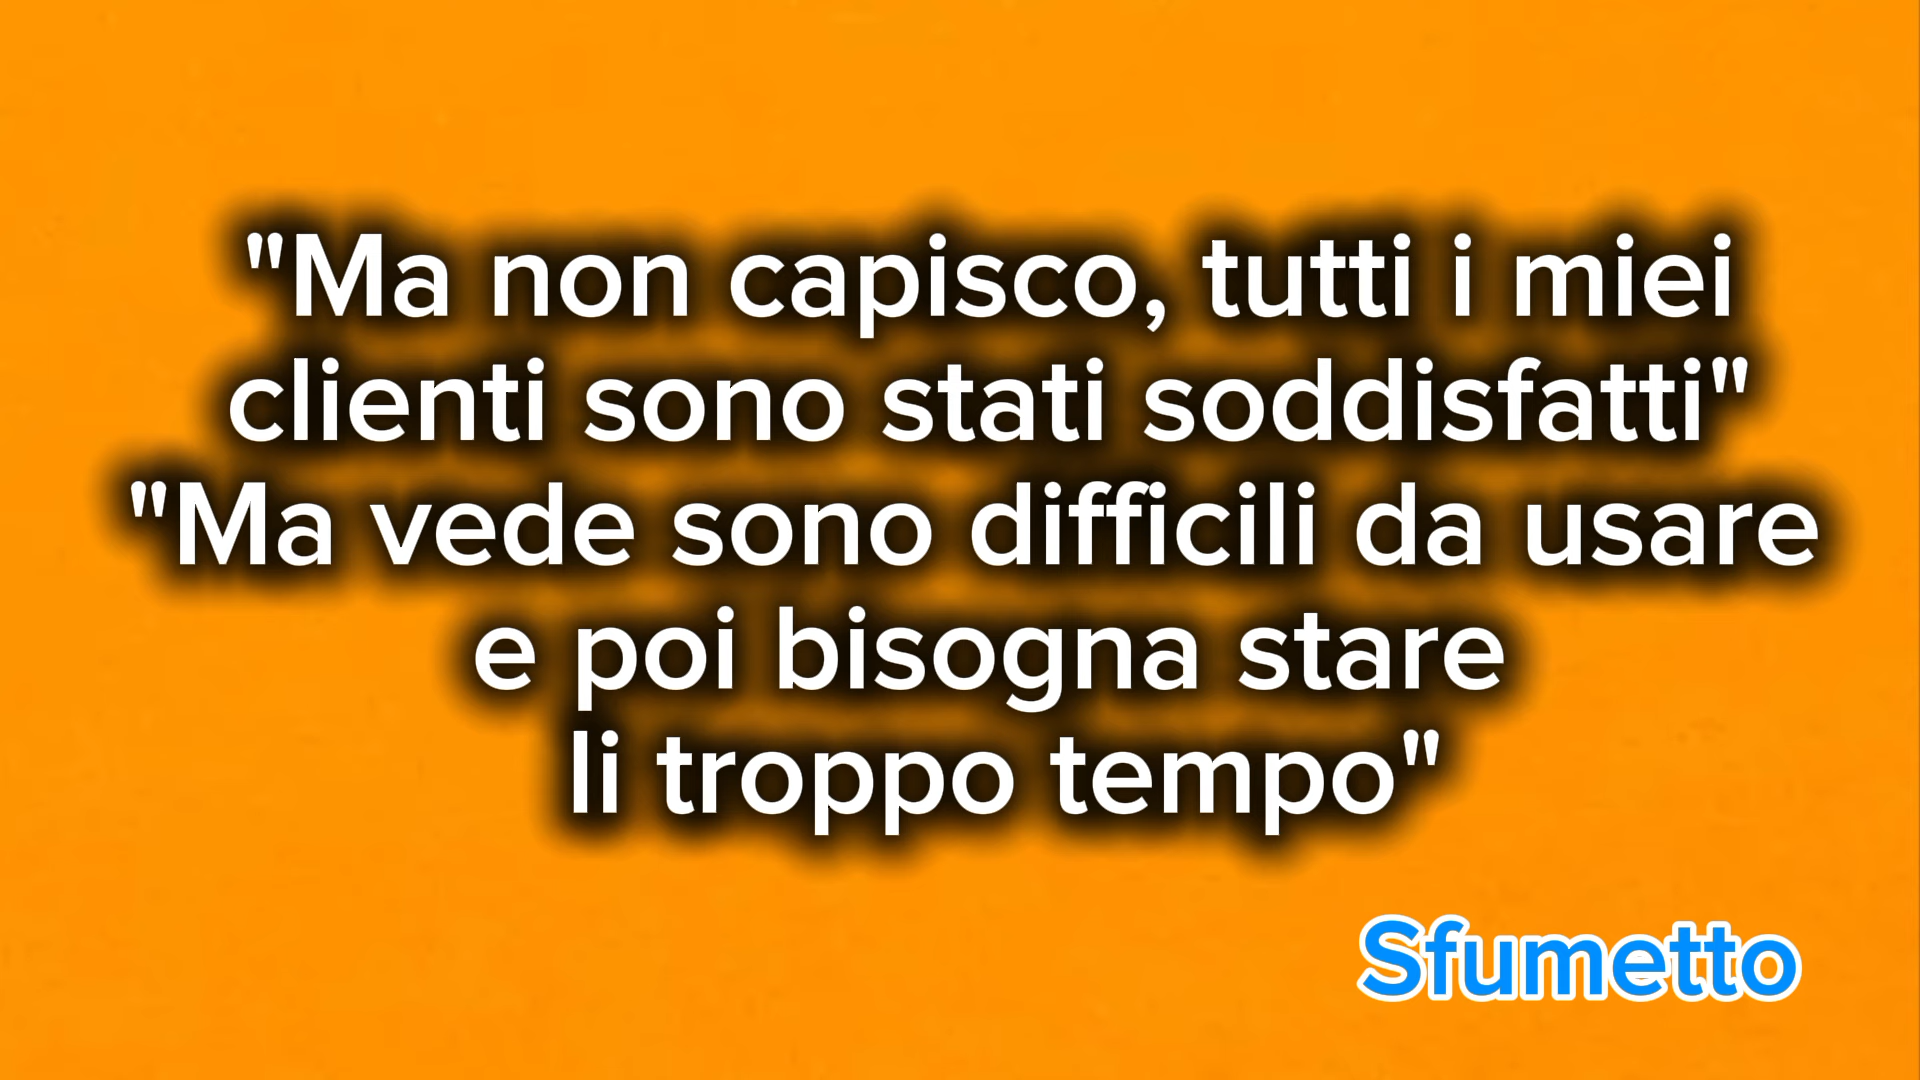 "Ma non capisco, tutti i miei
clienti sono stati soddisfatti"
"Ma vede sono difficili da usare
e poi bisogna stare
li troppo tempo"
Sfumetto